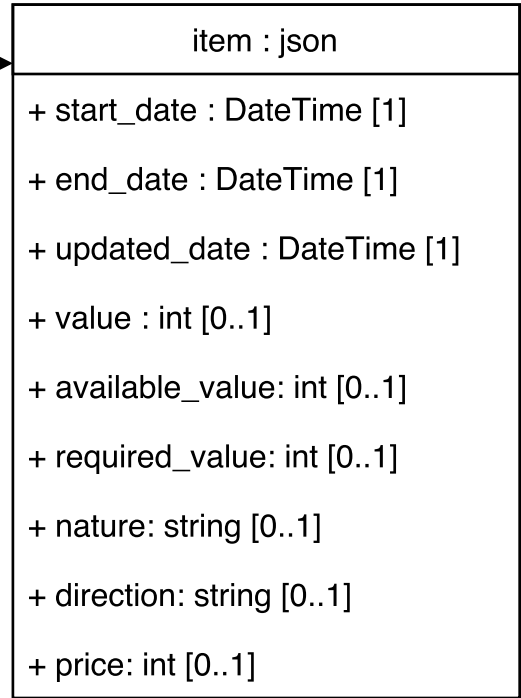 item : json
+ start_date : DateTime [1]
+ end_date : DateTime [1]
+ updated_date : DateTime [1]
+ value : int [0..1]
+ available_value: int [0..1]
+ required_value: int [0..1]
+ nature: string [0..1]
+ direction: string [0..1]
+ price: int [0..1]